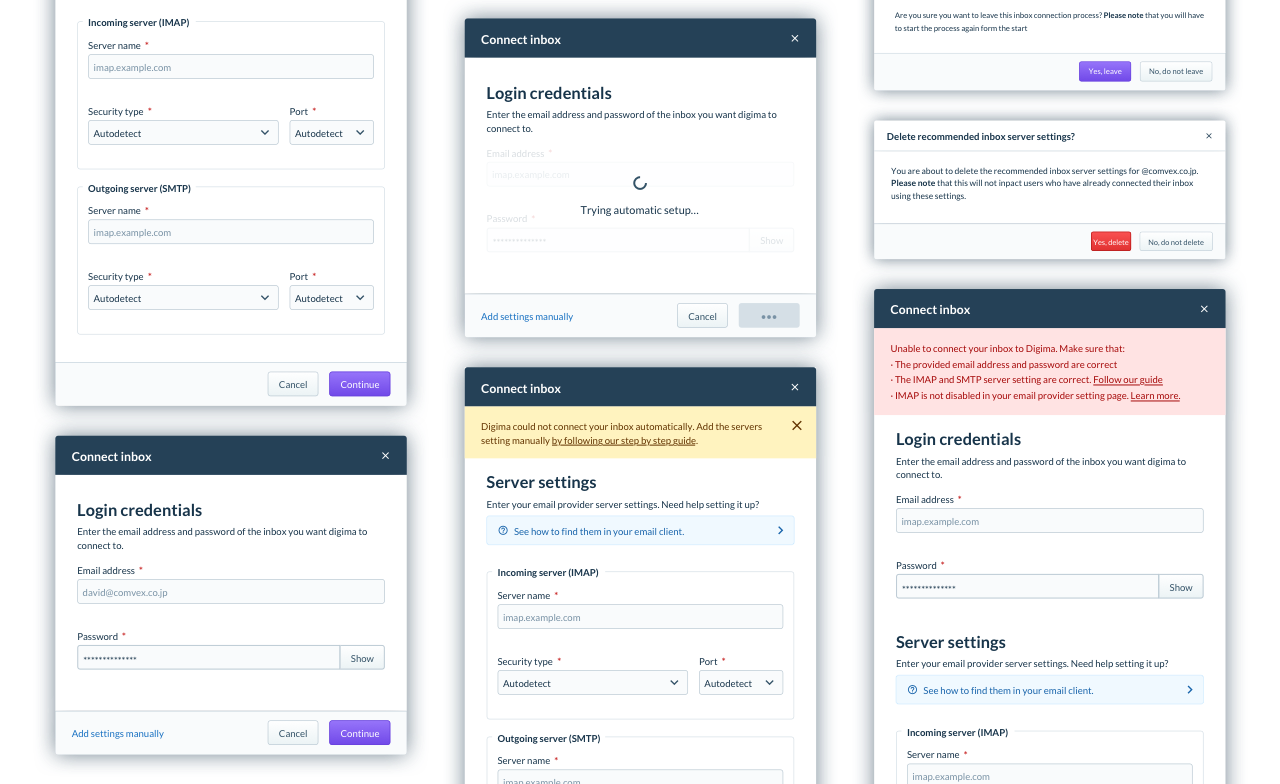 Incoming server (IMAP)
Server name *
imap.example.com
Security type *
Port *
Autodetect
Autodetect
Outgoing server (SMTP)
Server name *
imap.example.com
Security type *
Port *
Autodetect
Autodetect
Cancel
Continue
Connect inbox
Login credentials
Enter the email address and password of the inbox you want digima to
connect to.
Email address *
david@comvex.co.jp
Password *
**************
Show
Add settings manually
Cancel
Continue
Connect inbox
Login credentials
Enter the email address and password of the inbox you want digima to
connect to.
Email address *
imap.example.com
Trying automatic setup...
Password *
**************
Show
Add settings manually
Cancel
Connect inbox
Digima could not connect your inbox automatically. Add the servers
setting manually by following our step by step guide.
Server settings
Enter your email provider server settings. Need help setting it up?
See how to find them in your email client.
Incoming server (IMAP)
Server name *
imap.example.com
Security type *
Port *
Autodetect
Autodetect
Outgoing server (SMTP)
Server name *
imap.example.com
Are you sure you want to leave this inbox connection process? Please note that you will have
to start the process again form the start
Yes, leave
No, do not leave
Delete recommended inbox server settings?
You are about to delete the recommended inbox server settings for @comvex.co.jp.
Please note that this will not inpact users who have already connected their inbox
using these settings.
Yes, delete
No, do not delete
Connect inbox
Unable to connect your inbox to Digima. Make sure that:
· The provided email address and password are correct
· The IMAP and SMTP server setting are correct. Follow our guide
· IMAP is not disabled in your email provider setting page. Learn more.
Login credentials
Enter the email address and password of the inbox you want digima to
connect to.
Email address *
imap.example.com
Password *
**************
Show
Server settings
Enter your email provider server settings. Need help setting it up?
See how to find them in your email client.
Incoming server (IMAP)
Server name *
imap.example.com